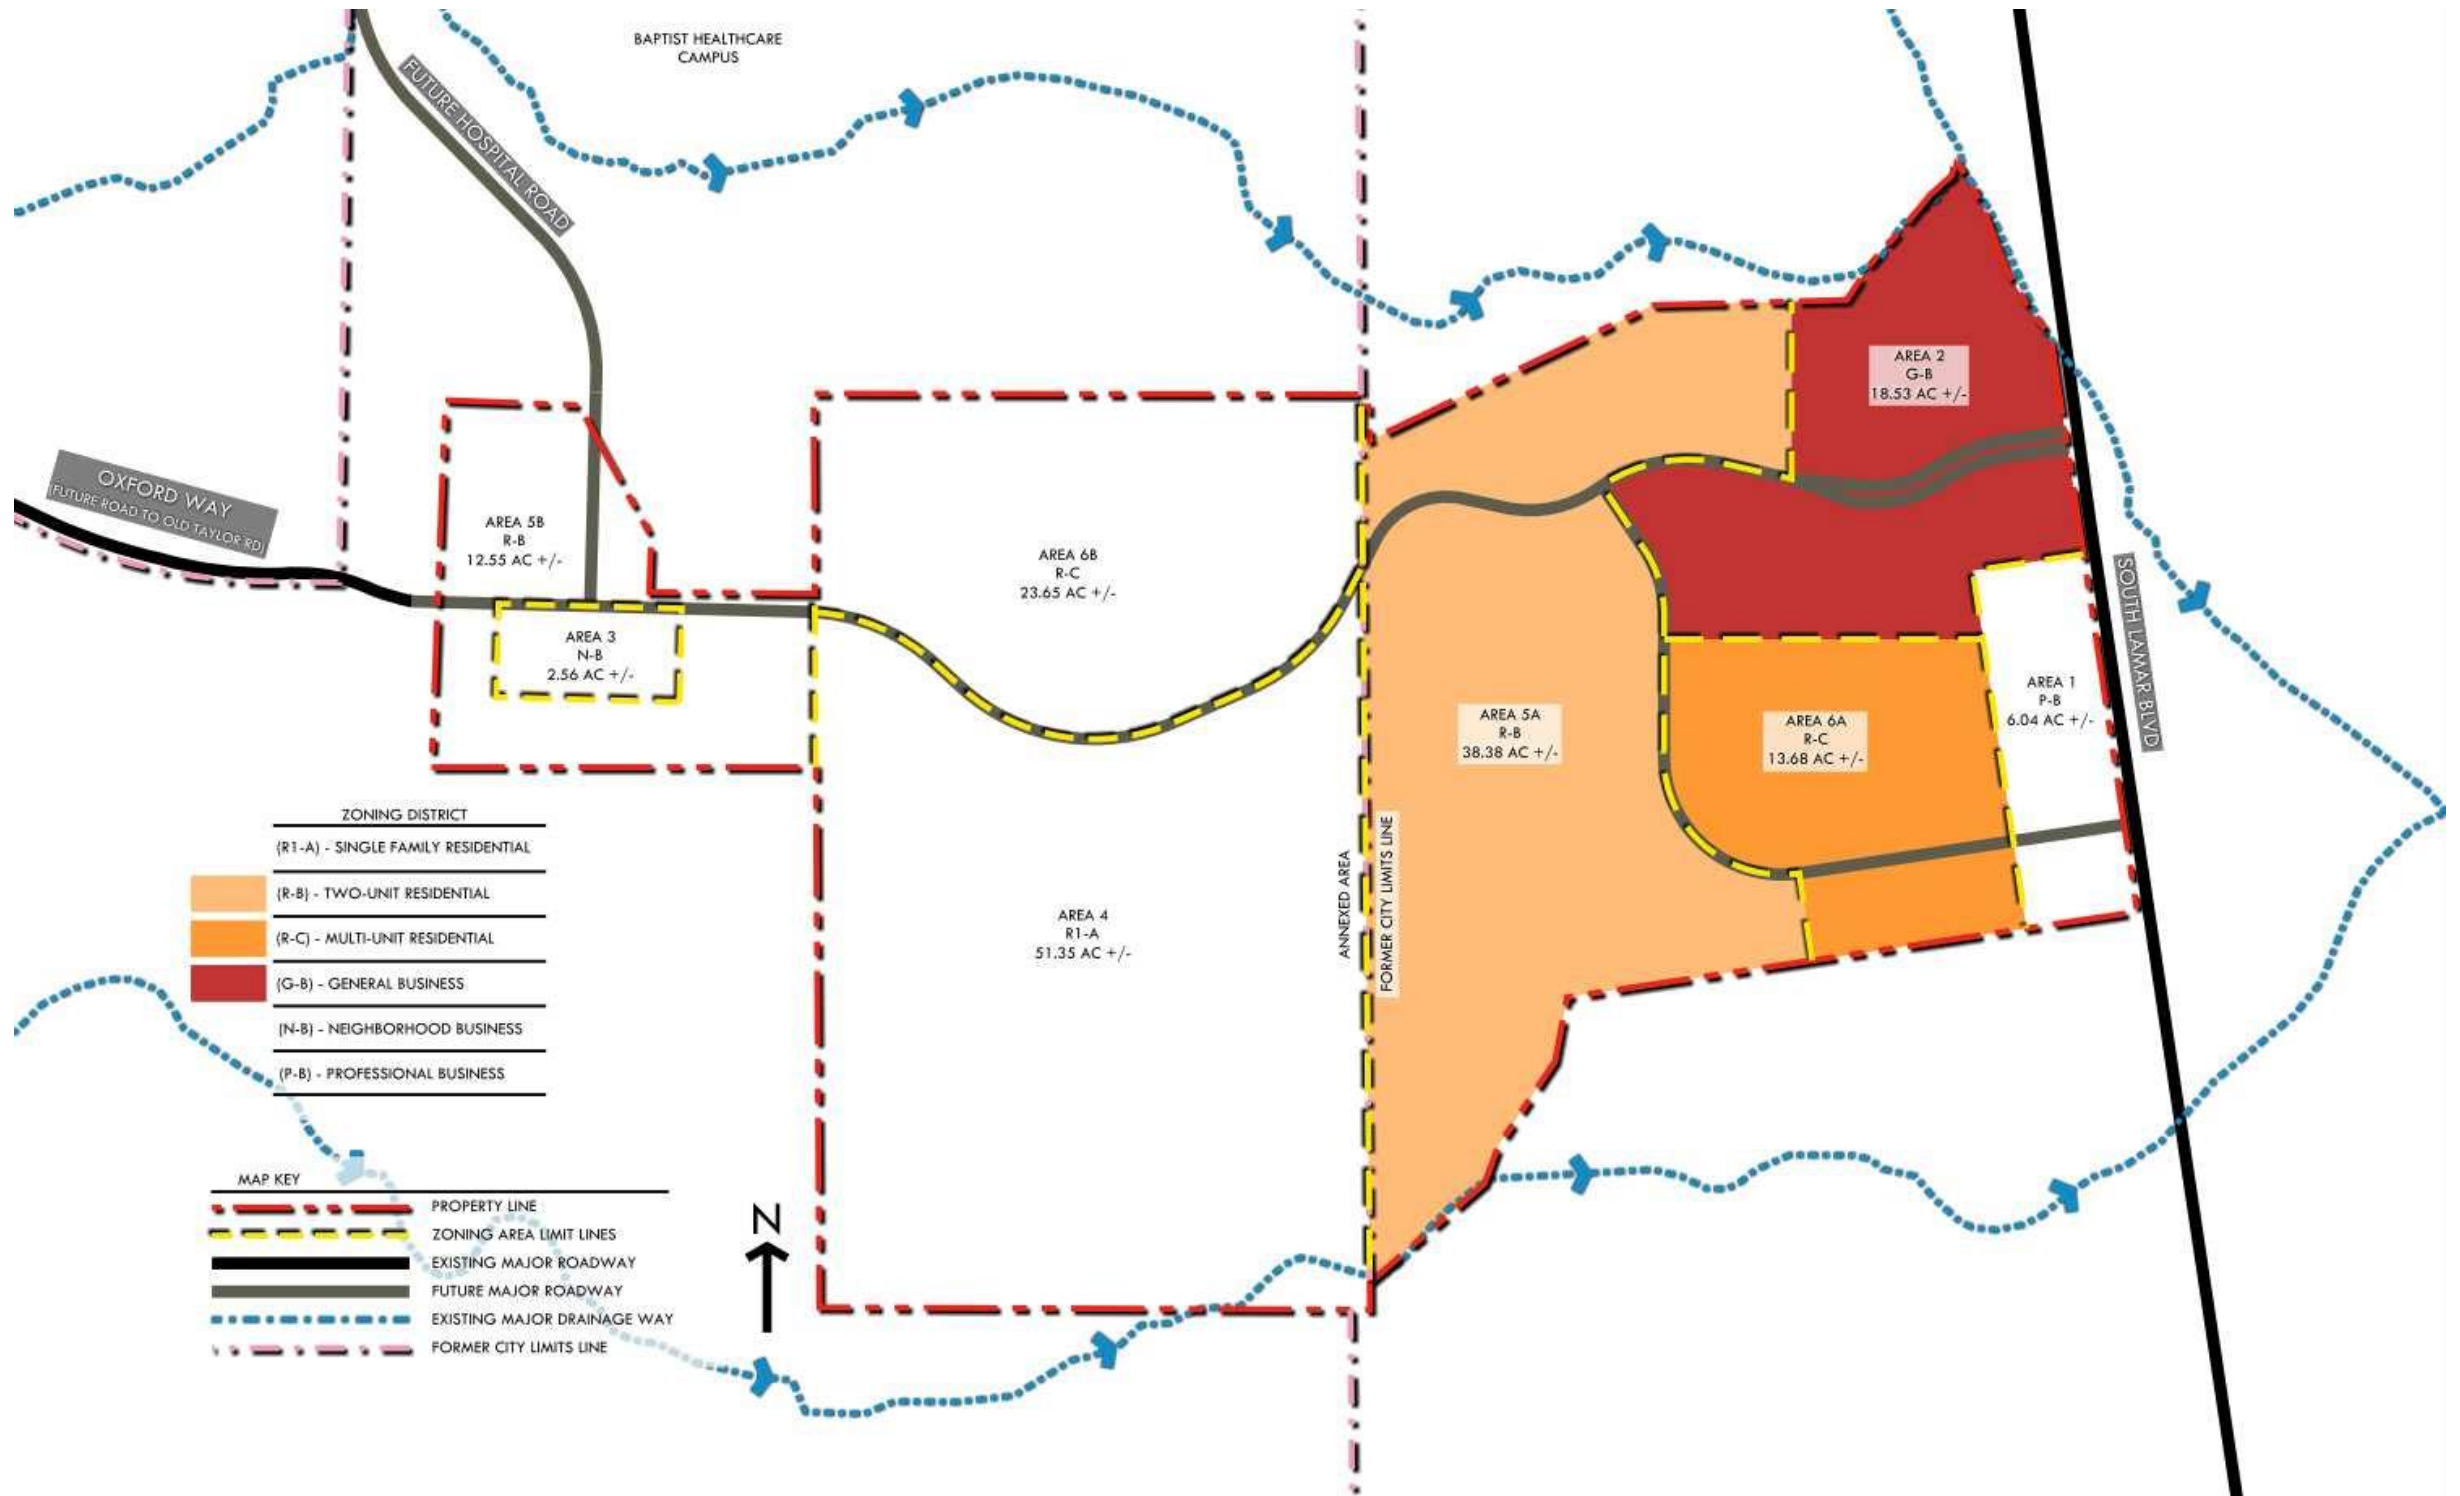 BAPTIST HEALTHCARE
CAMPUS
FUTURE HOSPITAL ROAD
OXFORD WAY
(FUTURE ROAD TO OLD TAYLOR RD)
AREA 2
G-B
18.53 AC +/-
AREA 5B
R-B
12.55 AC +/-
AREA 6B
R-C
23.65 AC +/-
AREA 3
N-B
2.56 AC +/-
AREA 5A
R-B
38.38 AC +/-
AREA 6A
R-C
13.68 AC +/-
AREA 1
P-B
6.04 AC +/-
SOUTH LAMAR BLVD
AREA 4
R1-A
51.35 AC +/-
ANNEXED AREA
FORMER CITY LIMITS LINE
ZONING DISTRICT
(R1-A) - SINGLE FAMILY RESIDENTIAL
(R-B) - TWO-UNIT RESIDENTIAL
(R-C) - MULTI-UNIT RESIDENTIAL
(G-B) - GENERAL BUSINESS
(N-B) - NEIGHBORHOOD BUSINESS
(P-B) - PROFESSIONAL BUSINESS
MAP KEY
PROPERTY LINE
ZONING AREA LIMIT LINES
EXISTING MAJOR ROADWAY
FUTURE MAJOR ROADWAY
EXISTING MAJOR DRAINAGE WAY
FORMER CITY LIMITS LINE
N